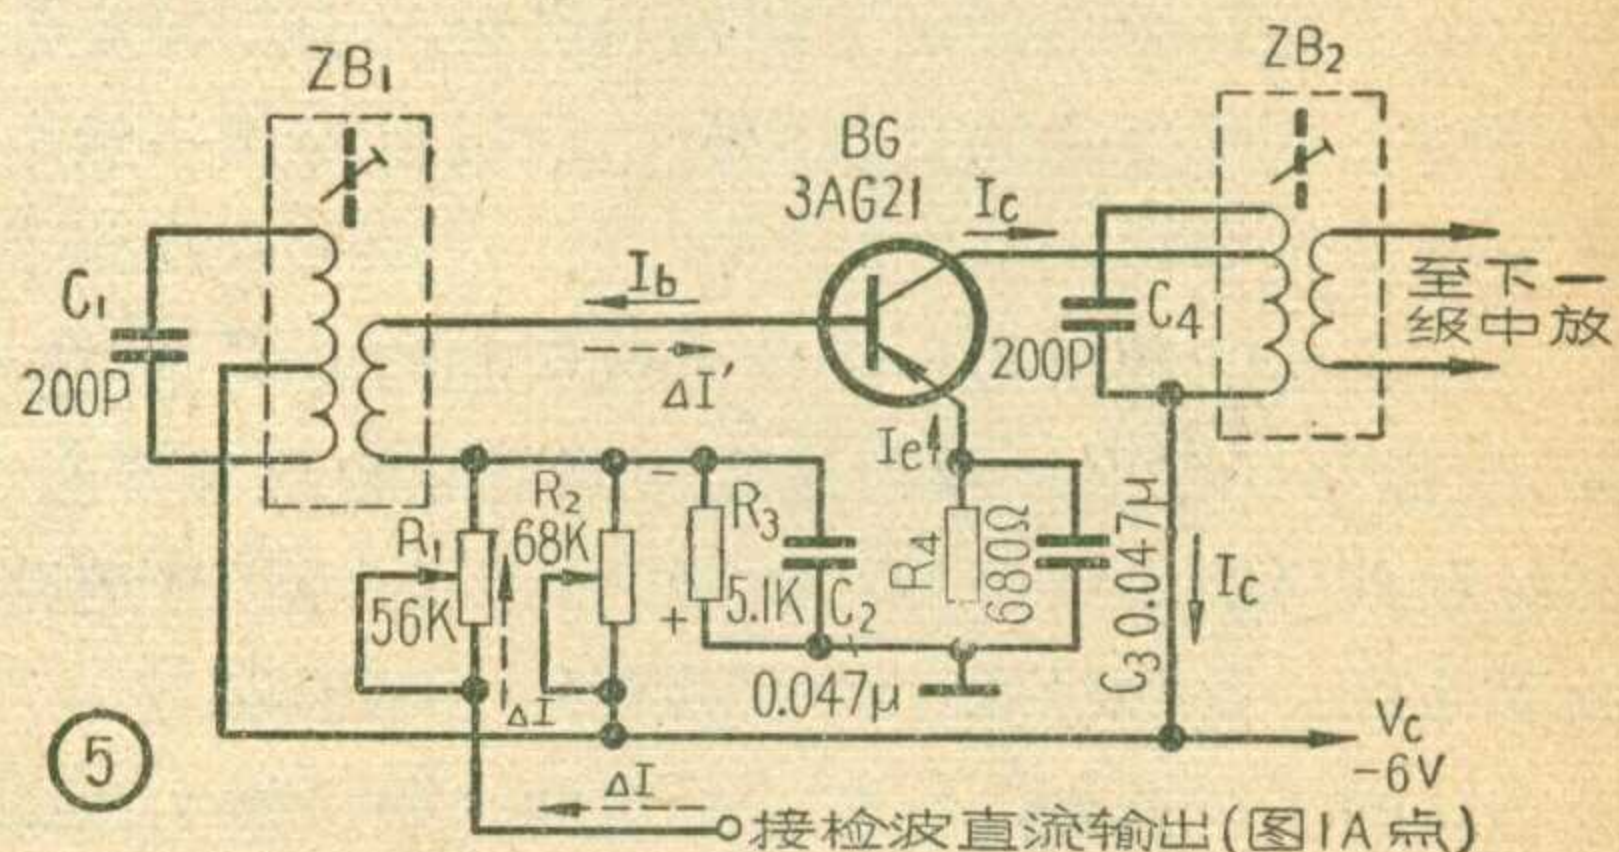 ZB₁
ZB₂
BG
3AG21
Ic
Ib
ΔI′
C₁
200P
C₄
200P
至下一
级中放
Ie
R₁
56K
R₂
68K
R₃
5.1K
−
+
C₂
0.047μ
R₄
680Ω
C₃ 0.047μ
Ic
ΔI
Vc
-6V
ΔI
接检波直流输出(图1A点)
⑤